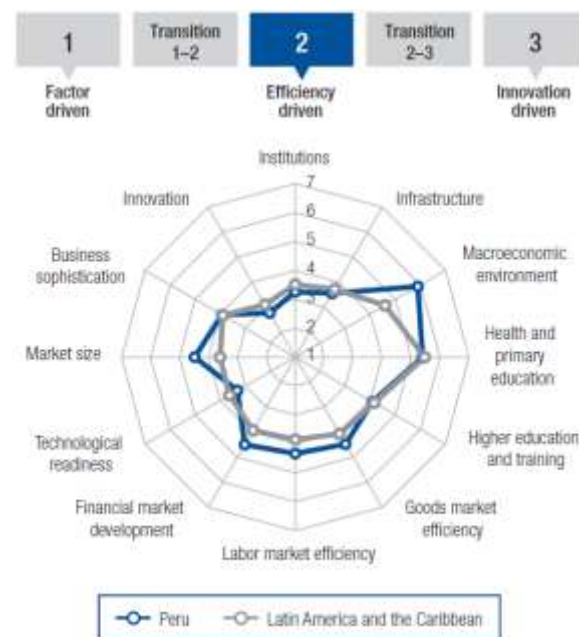 1
Transition
1–2
2
Transition
2–3
3
Factor
driven
Efficiency
driven
Innovation
driven
Institutions
7
6
5
4
3
2
1
Infrastructure
Macroeconomic
environment
Health and
primary
education
Higher education
and training
Goods market
efficiency
Labor market efficiency
Financial market
development
Technological
readiness
Market size
Business
sophistication
Innovation
Peru
Latin America and the Caribbean